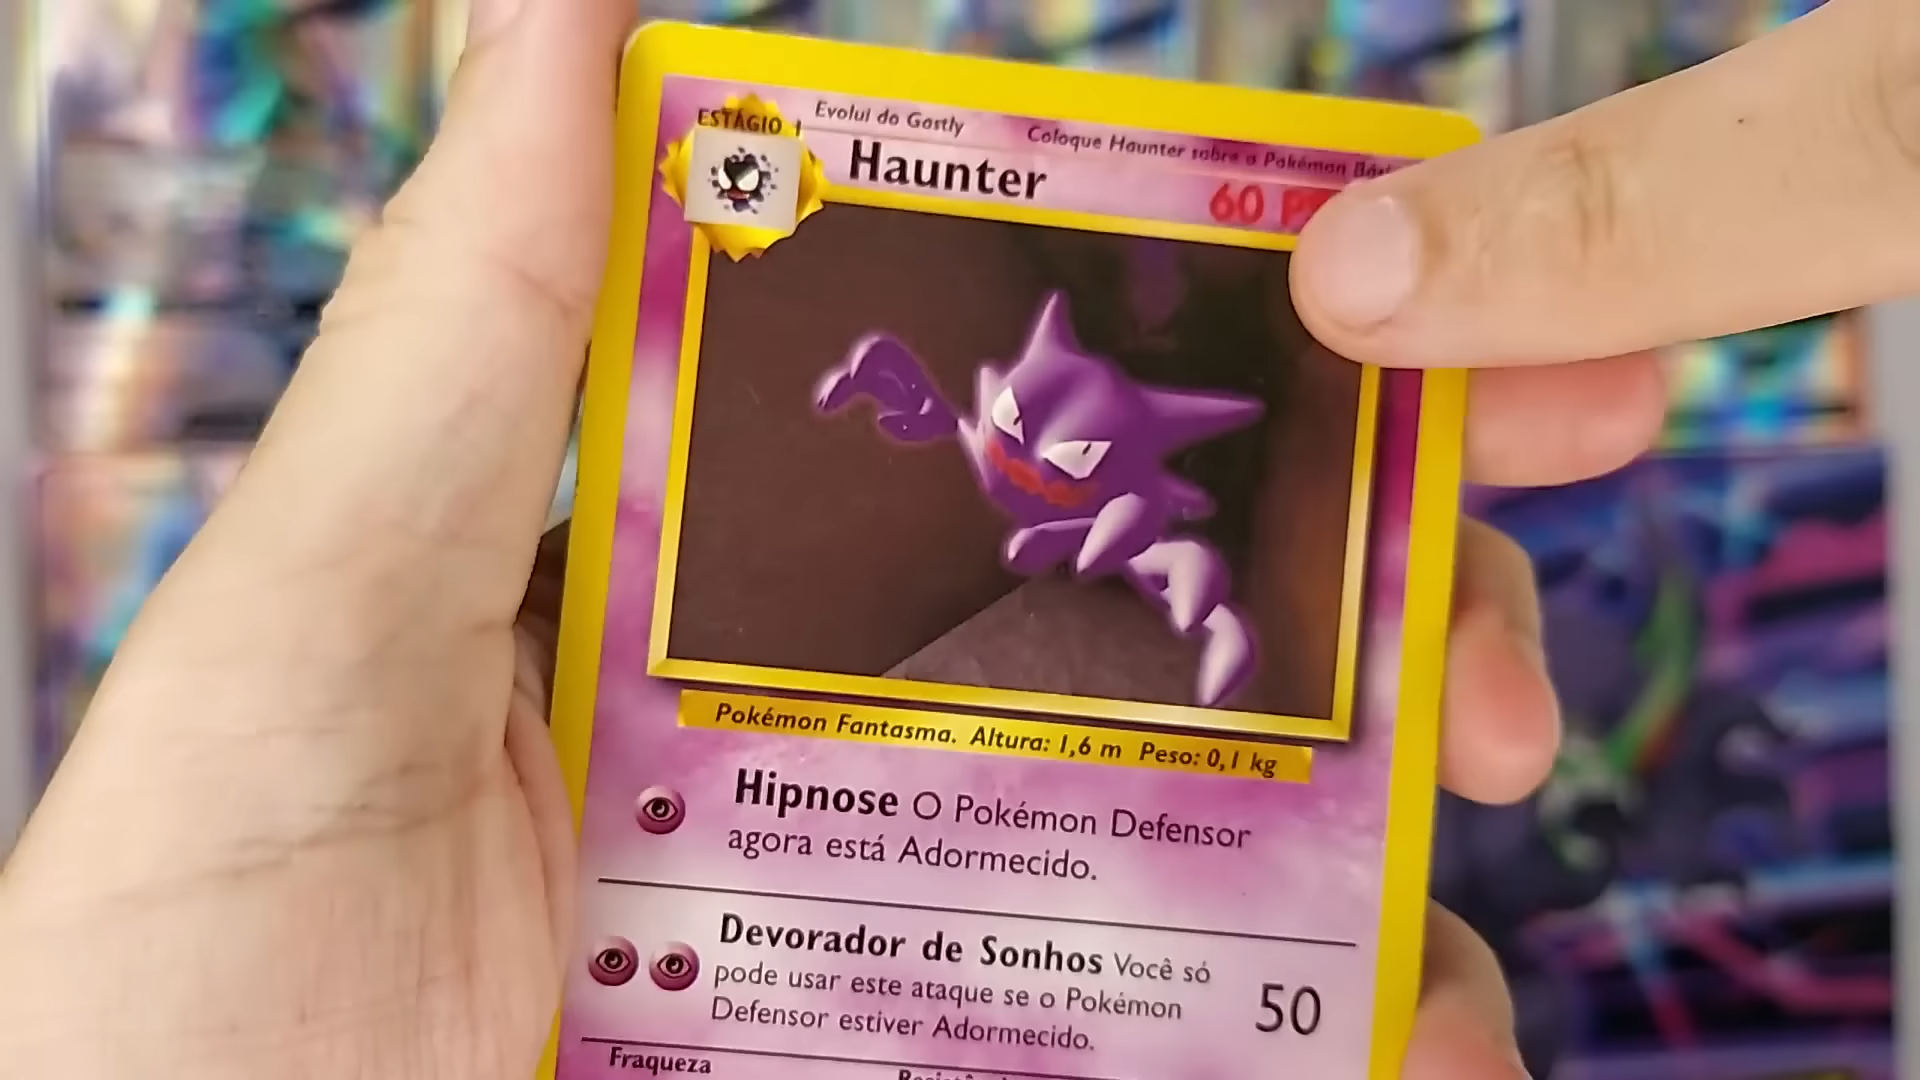 ESTÁGIO 1
Evolui do Gastly
Coloque Haunter sobre o Pokémon
Haunter
60
Pokémon Fantasma. Altura: 1,6 m Peso: 0,1 kg
Hipnose O Pokémon Defensor
agora está Adormecido.
Devorador de Sonhos Você só
pode usar este ataque se o Pokémon
Defensor estiver Adormecido.
50
Fraqueza